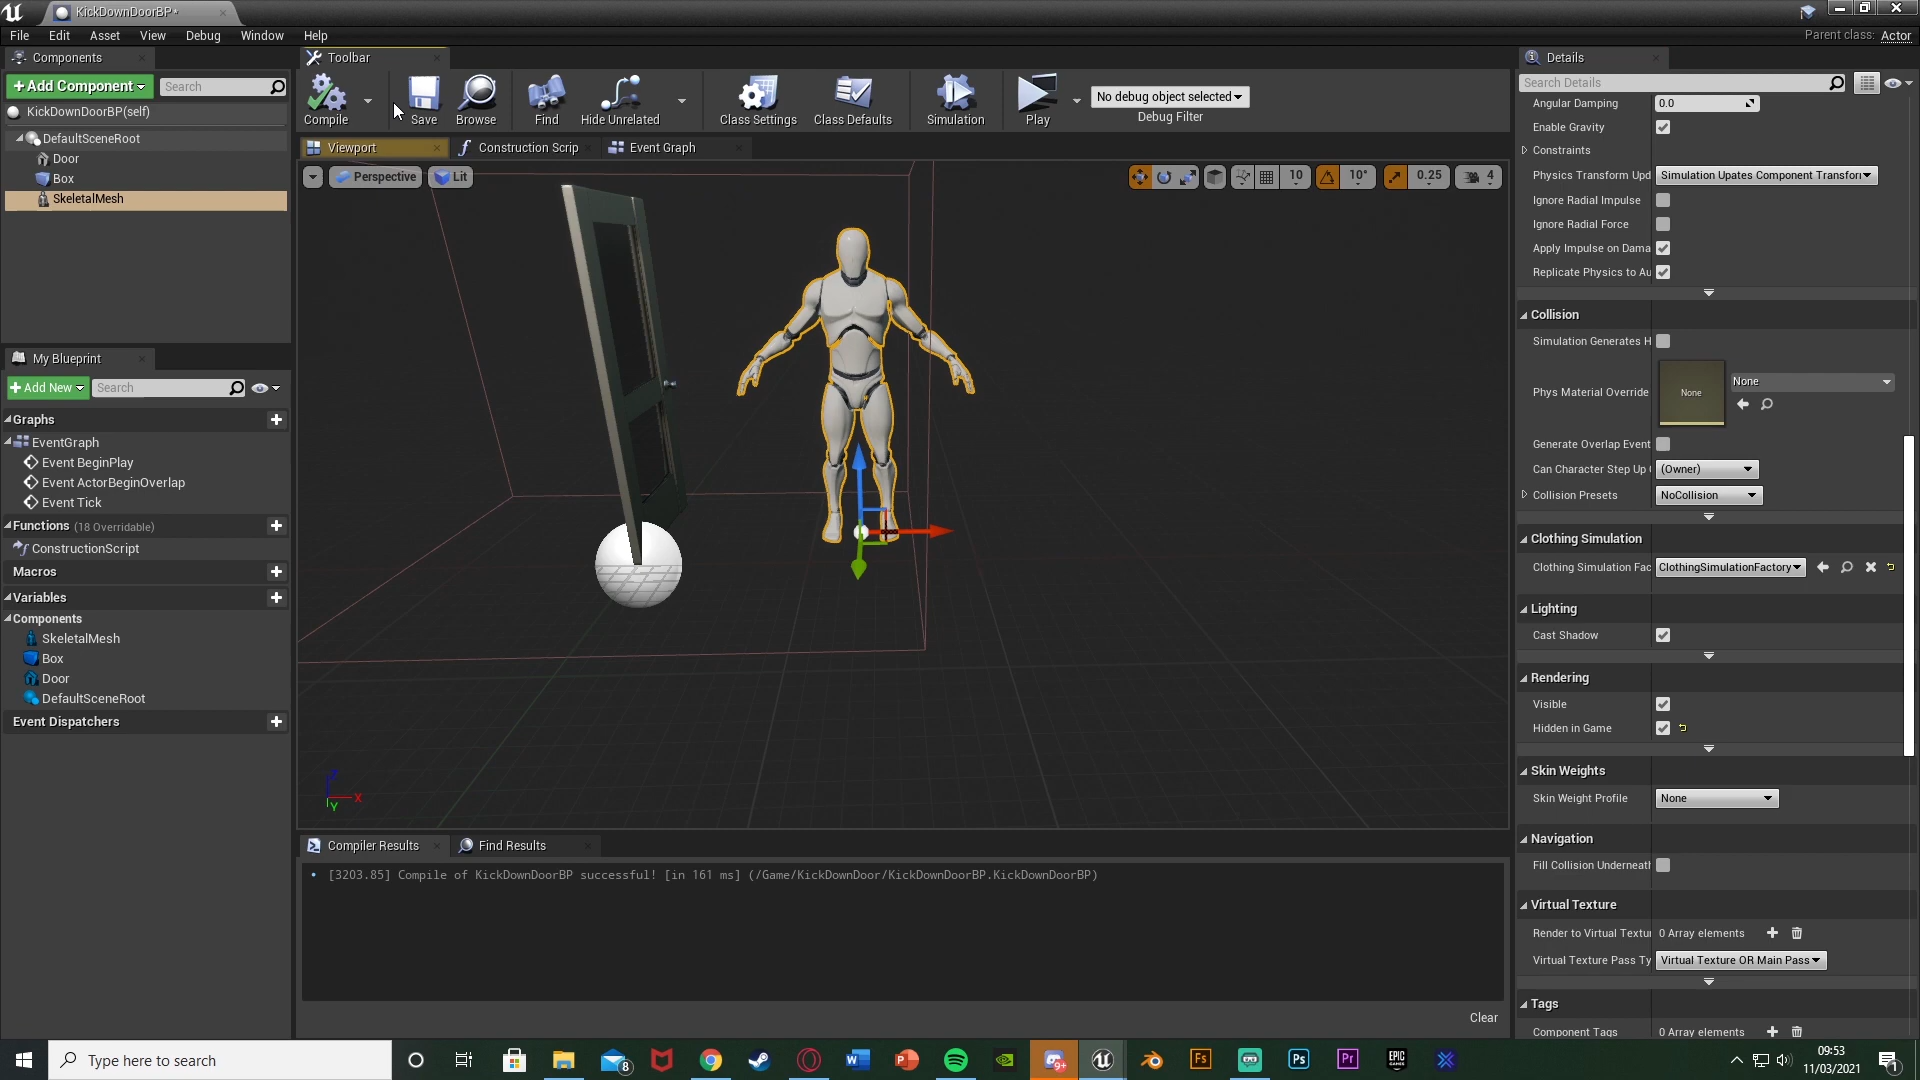 KickDownDoorBP*
File Edit Asset View Debug Window Help
Parent class: Actor
Components
Toolbar
Details
+ Add Component
Search
KickDownDoorBP(self)
DefaultSceneRoot
Door
Box
SkeletalMesh
Compile
Save
Browse
Find
Hide Unrelated
Class Settings
Class Defaults
Simulation
Play
No debug object selected
Debug Filter
Viewport
Construction Scrip
Event Graph
Perspective
Lit
10
10°
0.25
4
X
Y
My Blueprint
+ Add New
Search
Graphs
EventGraph
Event BeginPlay
Event ActorBeginOverlap
Event Tick
Functions (18 Overridable)
ConstructionScript
Macros
Variables
Components
SkeletalMesh
Box
Door
DefaultSceneRoot
Event Dispatchers
Compiler Results
Find Results
[3203.85] Compile of KickDownDoorBP successful! [in 161 ms] (/Game/KickDownDoor/KickDownDoorBP.KickDownDoorBP)
Clear
Search Details
Angular Damping 0.0
Enable Gravity
Constraints
Physics Transform Upd Simulation Upates Component Transfori
Ignore Radial Impulse
Ignore Radial Force
Apply Impulse on Dama
Replicate Physics to Au
Collision
Simulation Generates H
Phys Material Override None None
Generate Overlap Event
Can Character Step Up (Owner)
Collision Presets NoCollision
Clothing Simulation
Clothing Simulation Fac ClothingSimulationFactory
Lighting
Cast Shadow
Rendering
Visible
Hidden in Game
Skin Weights
Skin Weight Profile None
Navigation
Fill Collision Underneath
Virtual Texture
Render to Virtual Textur 0 Array elements
Virtual Texture Pass Ty Virtual Texture OR Main Pass
Tags
Component Tags 0 Array elements
Type here to search
8
W
P
9+
Fs
Ps
Pr
EPIC GAMES
09:53
11/03/2021
1